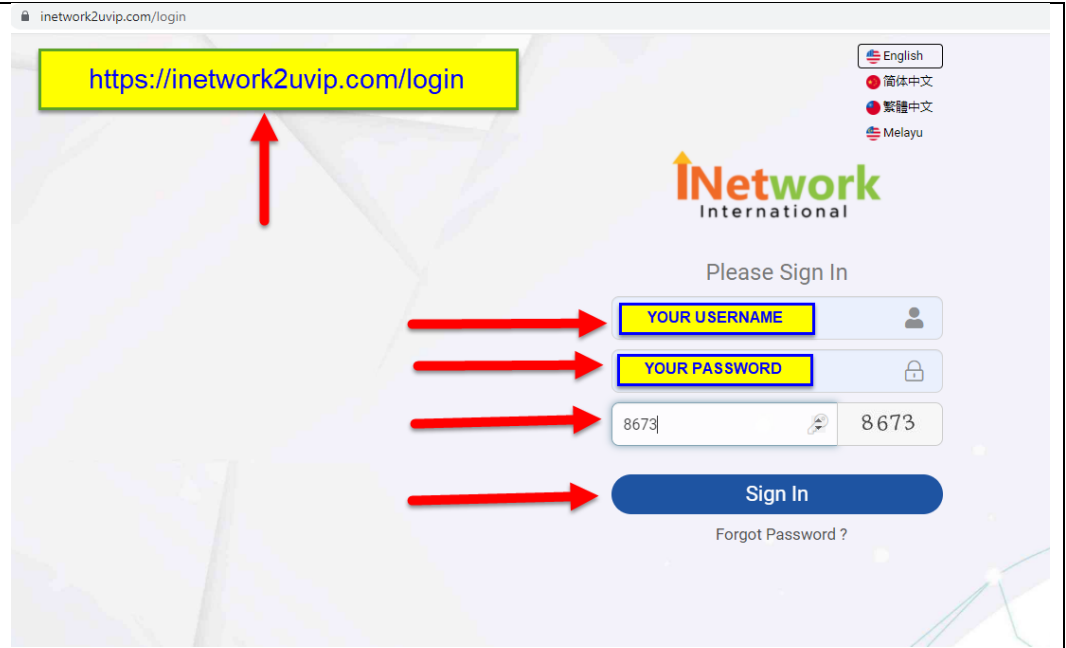 inetwork2uvip.com/login
https://inetwork2uvip.com/login
English
简体中文
繁體中文
Melayu
iNetwork
International
Please Sign In
YOUR USERNAME
YOUR PASSWORD
8673 8673
Sign In
Forgot Password ?